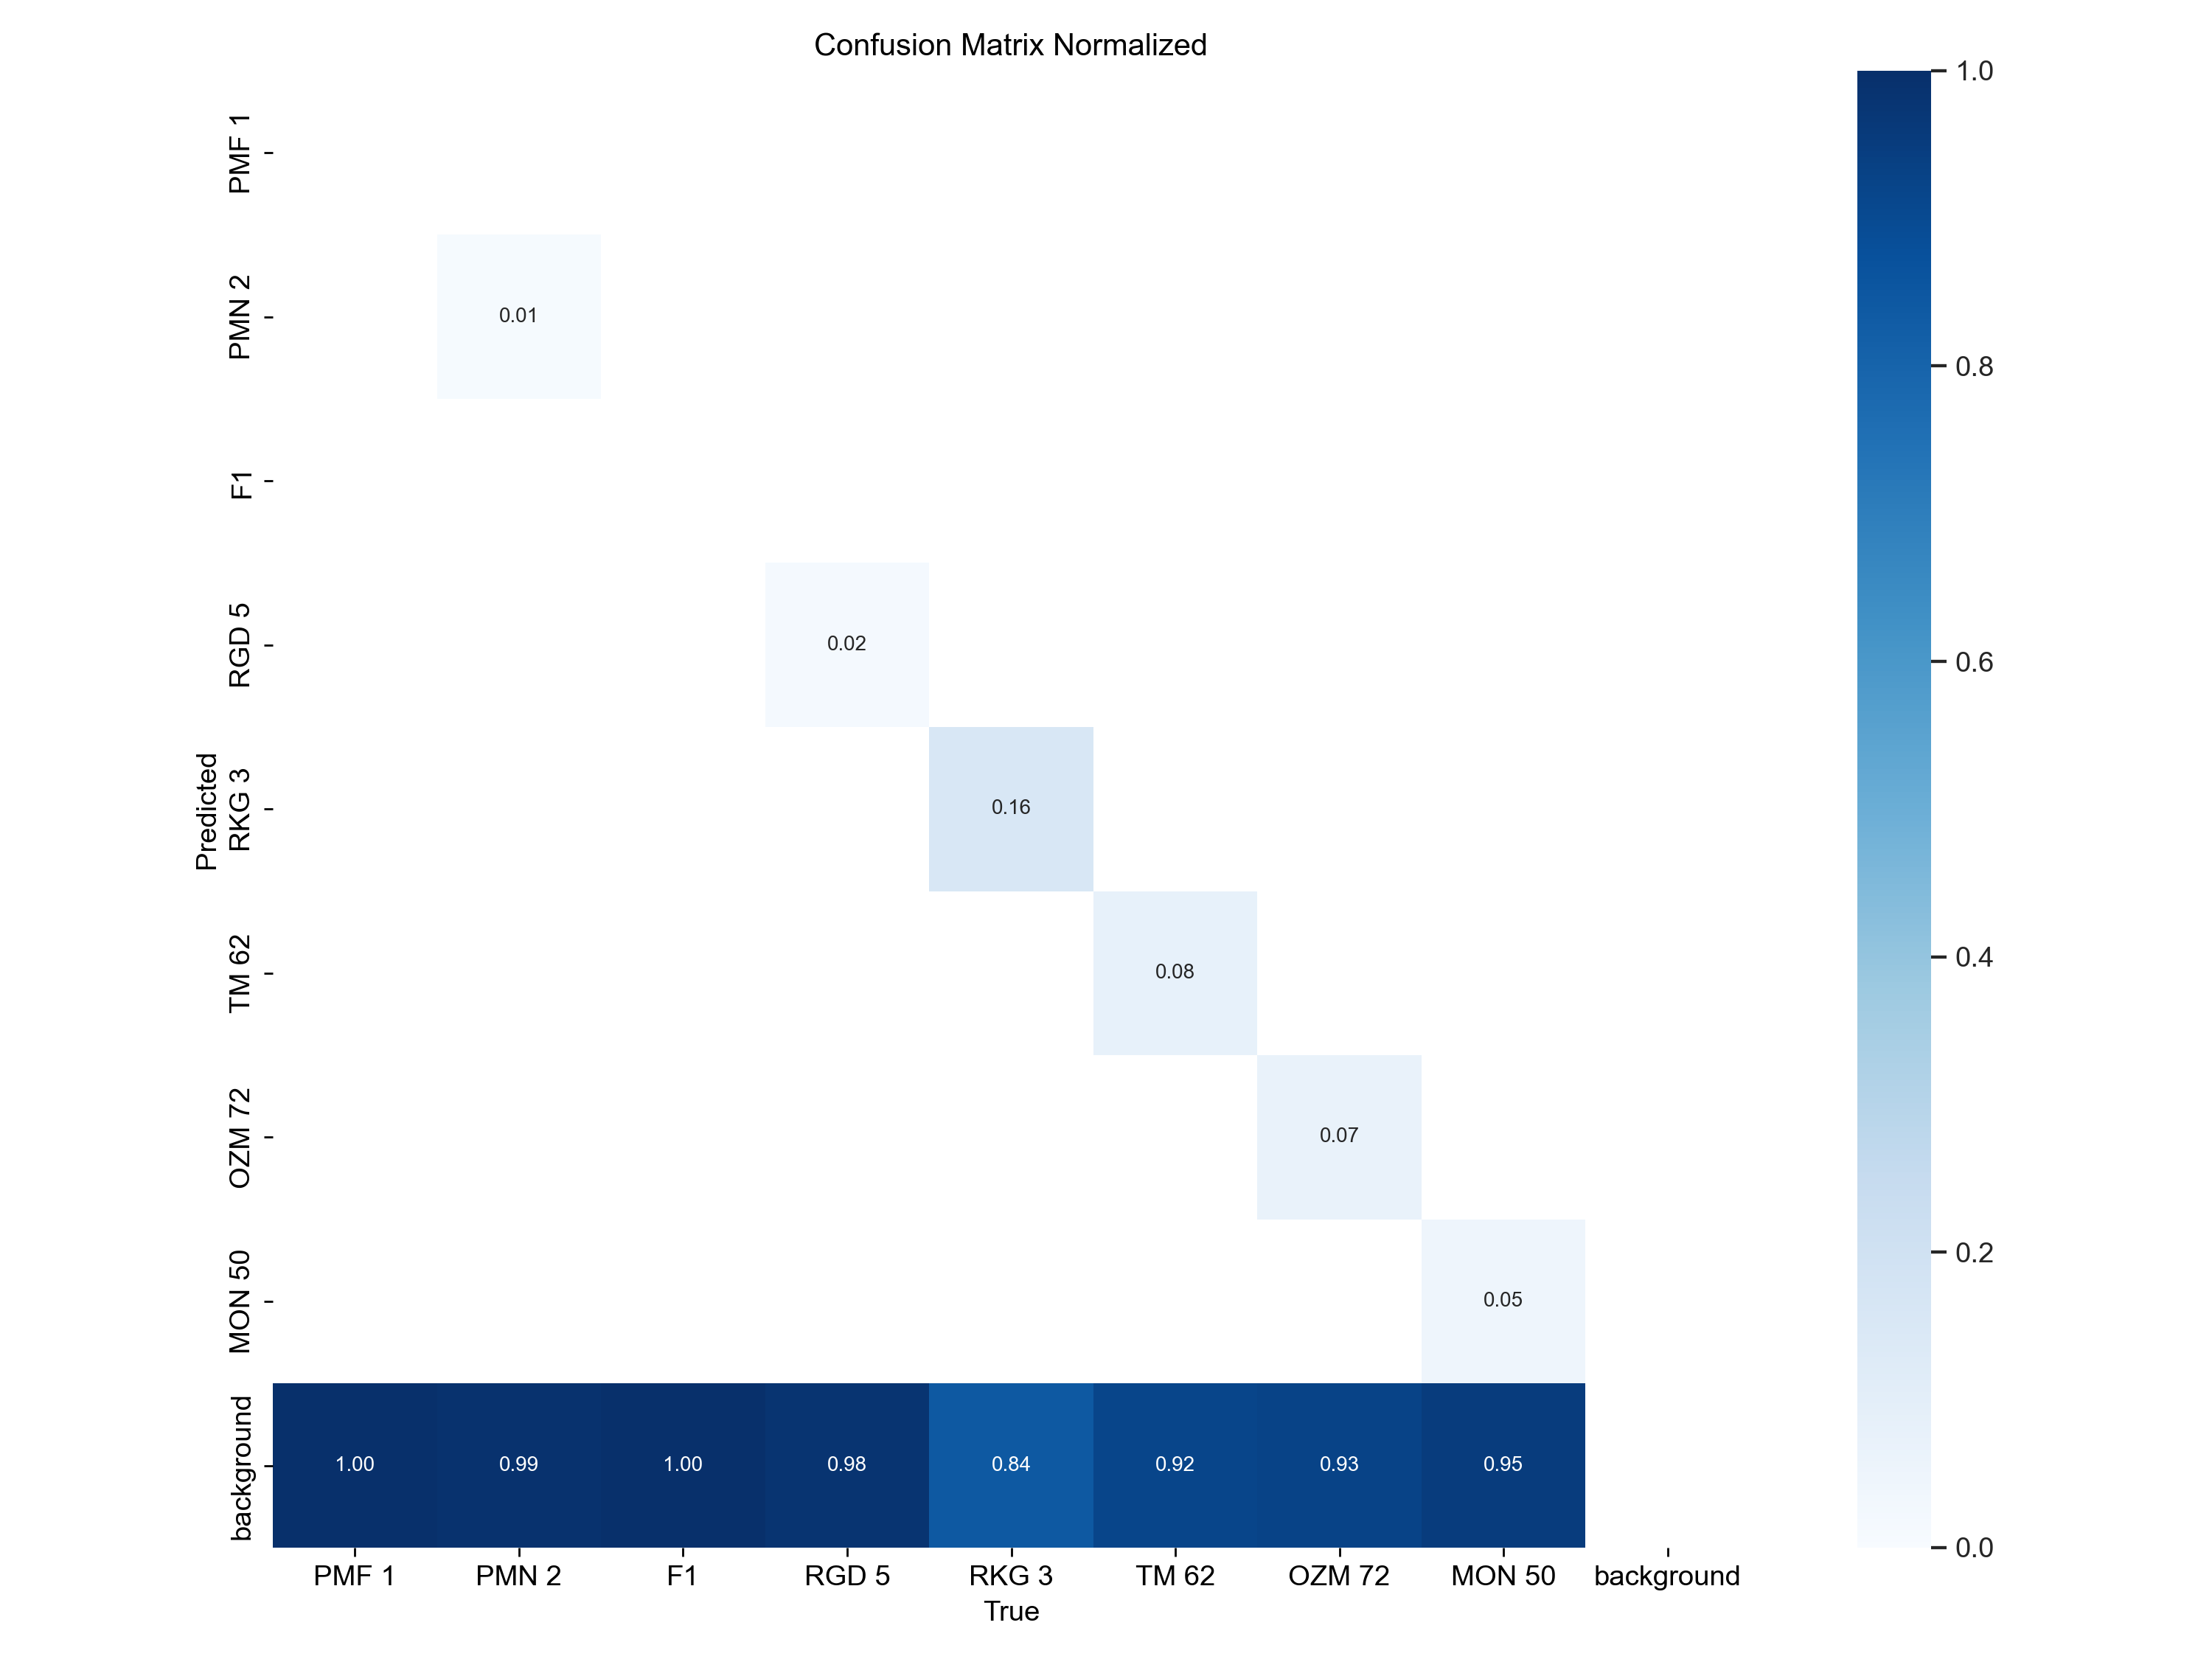 Confusion Matrix Normalized
PMF 1
PMN 2
F1
RGD 5
RKG 3
TM 62
OZM 72
MON 50
background
Predicted
0.01
0.02
0.16
0.08
0.07
0.05
1.00 0.99 1.00 0.98 0.84 0.92 0.93 0.95
PMF 1 PMN 2 F1 RGD 5 RKG 3 TM 62 OZM 72 MON 50 background
True
1.0
0.8
0.6
0.4
0.2
0.0